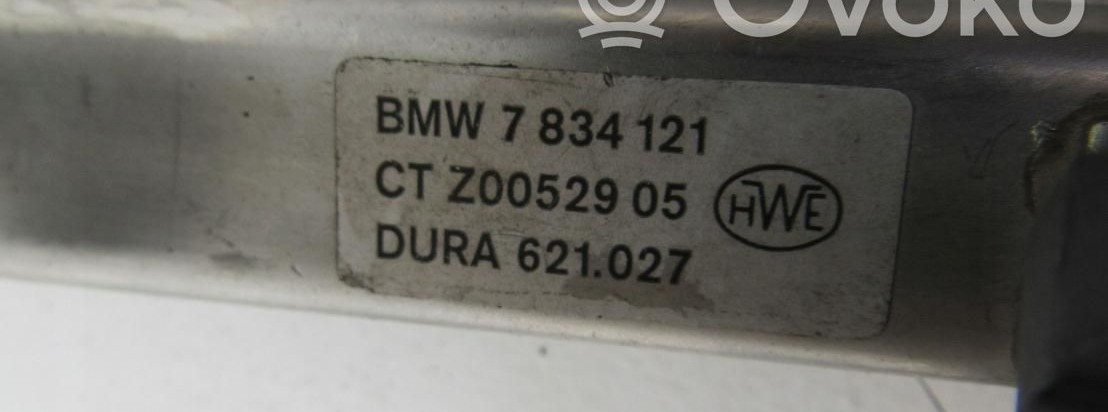 OVOKO
BMW 7 834 121
CT Z00529 05
HWE
DURA 621.027